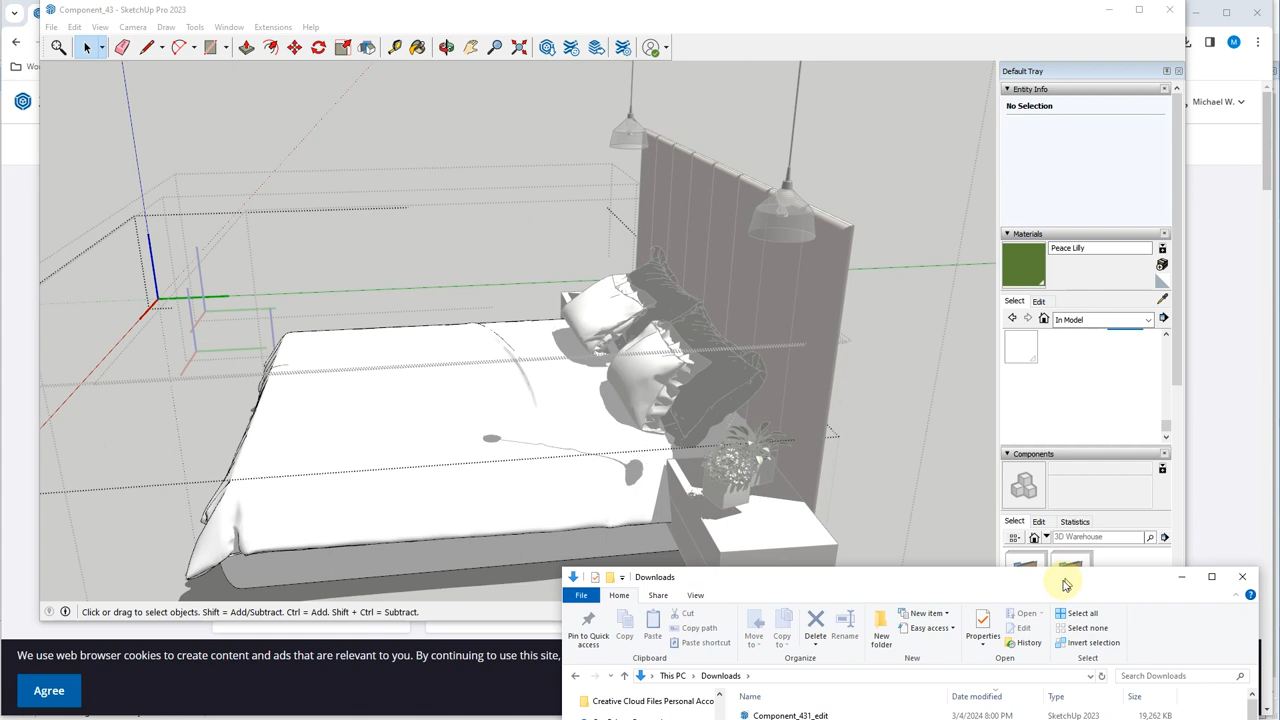 Component_43 - SketchUp Pro 2023
File Edit View Camera Draw Tools Window Extensions Help
M
Michael W.
Default Tray
Entity Info
No Selection
Materials
Peace Lilly
Select Edit
In Model
Components
Select Edit Statistics
3D Warehouse
Click or drag to select objects. Shift = Add/Subtract. Ctrl = Add. Shift + Ctrl = Subtract.
We use web browser cookies to create content and ads that are relevant to you. By continuing to use this site,
Agree
Downloads
File Home Share View
Pin to Quick access
Copy
Paste
Cut
Copy path
Paste shortcut
Move to
Copy to
Delete
Rename
New folder
New item
Easy access
Properties
Open
Edit
History
Select all
Select none
Invert selection
Clipboard Organize New Open Select
This PC Downloads
Search Downloads
Creative Cloud Files Personal Acco
Name Date modified Type Size
Component_431_edit 3/4/2024 8:00 PM SketchUp 2023 19,262 KB